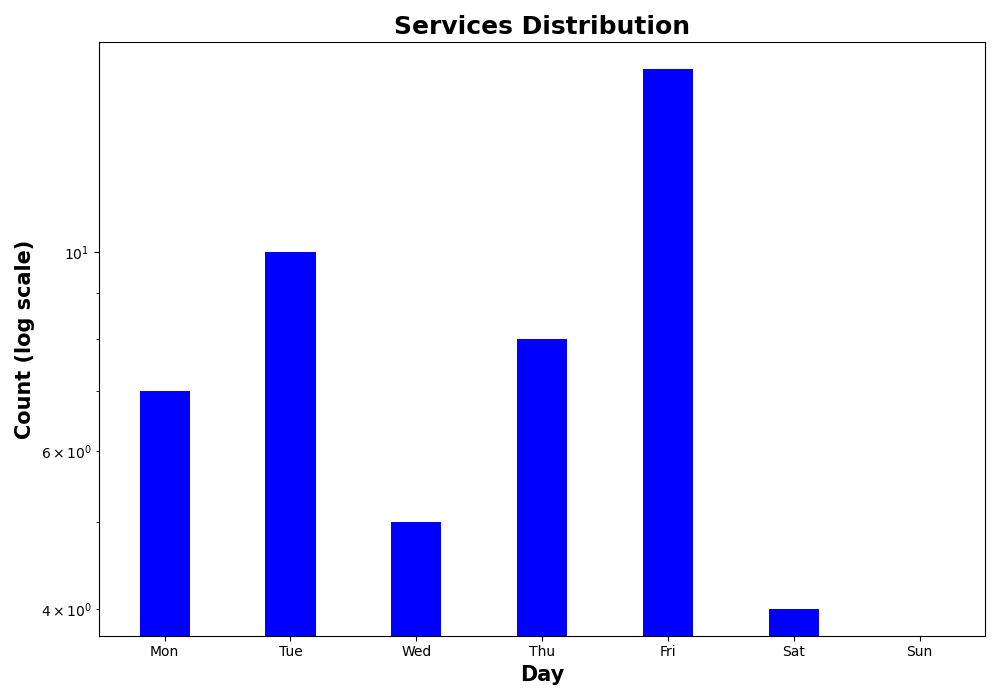 Services Distribution
Count (log scale)
10¹
6 × 10⁰
4 × 10⁰
Mon Tue Wed Thu Fri Sat Sun
Day